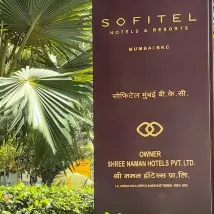 SOFITEL
HOTELS & RESORTS
MUMBAI BKC
सोफिटेल मुंबई बी.के.सी.
OWNER
SHREE NAMAN HOTELS PVT. LTD.
श्री नमन हॉटेल्स प्रा.लि.